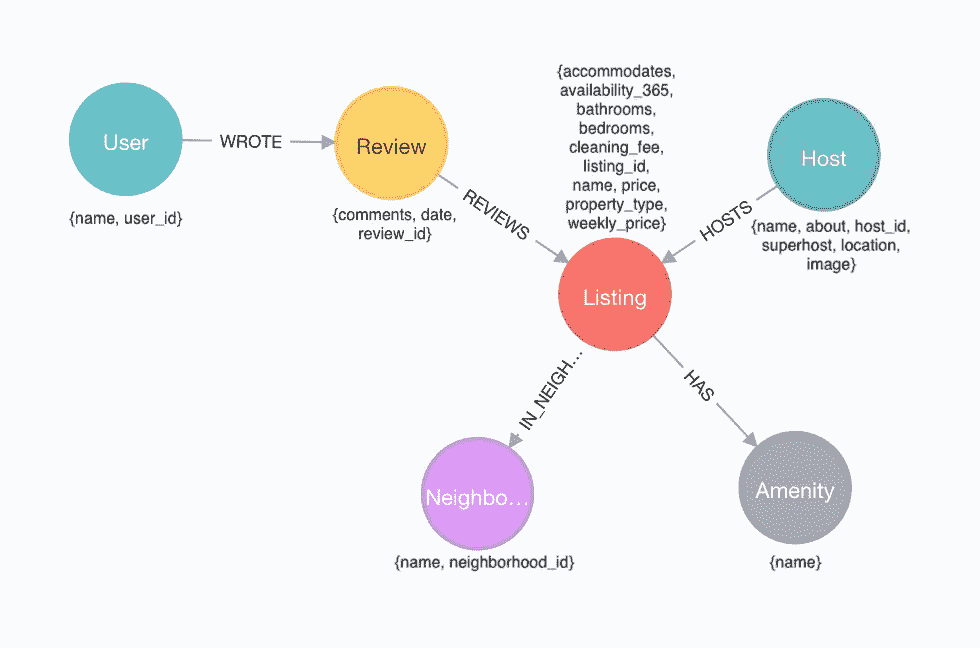 User
WROTE
Review
{name, user_id}
{comments, date,
review_id}
REVIEWS
{accommodates,
availability_365,
bathrooms,
bedrooms,
cleaning_fee,
listing_id,
name, price,
property_type,
weekly_price}
Host
HOSTS
{name, about, host_id,
superhost, location,
image}
Listing
IN_NEIGH...
HAS
Neighbo...
{name, neighborhood_id}
Amenity
{name}